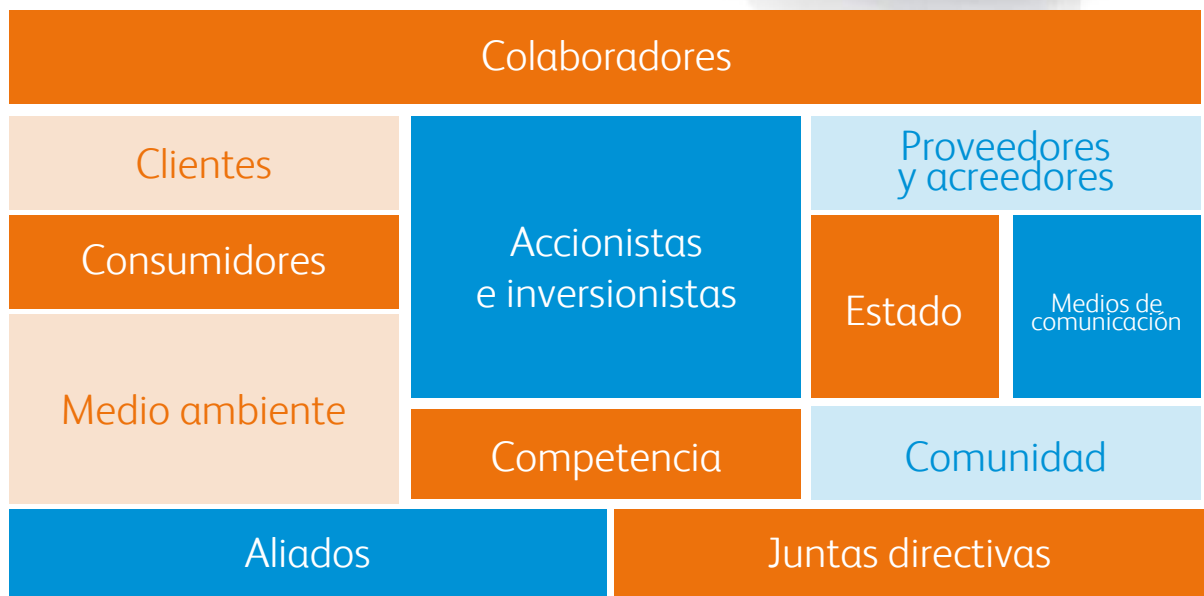 Colaboradores
Clientes
Consumidores
Medio ambiente
Accionistas
e inversionistas
Competencia
Proveedores
y acreedores
Estado
Medios de
comunicación
Comunidad
Aliados
Juntas directivas